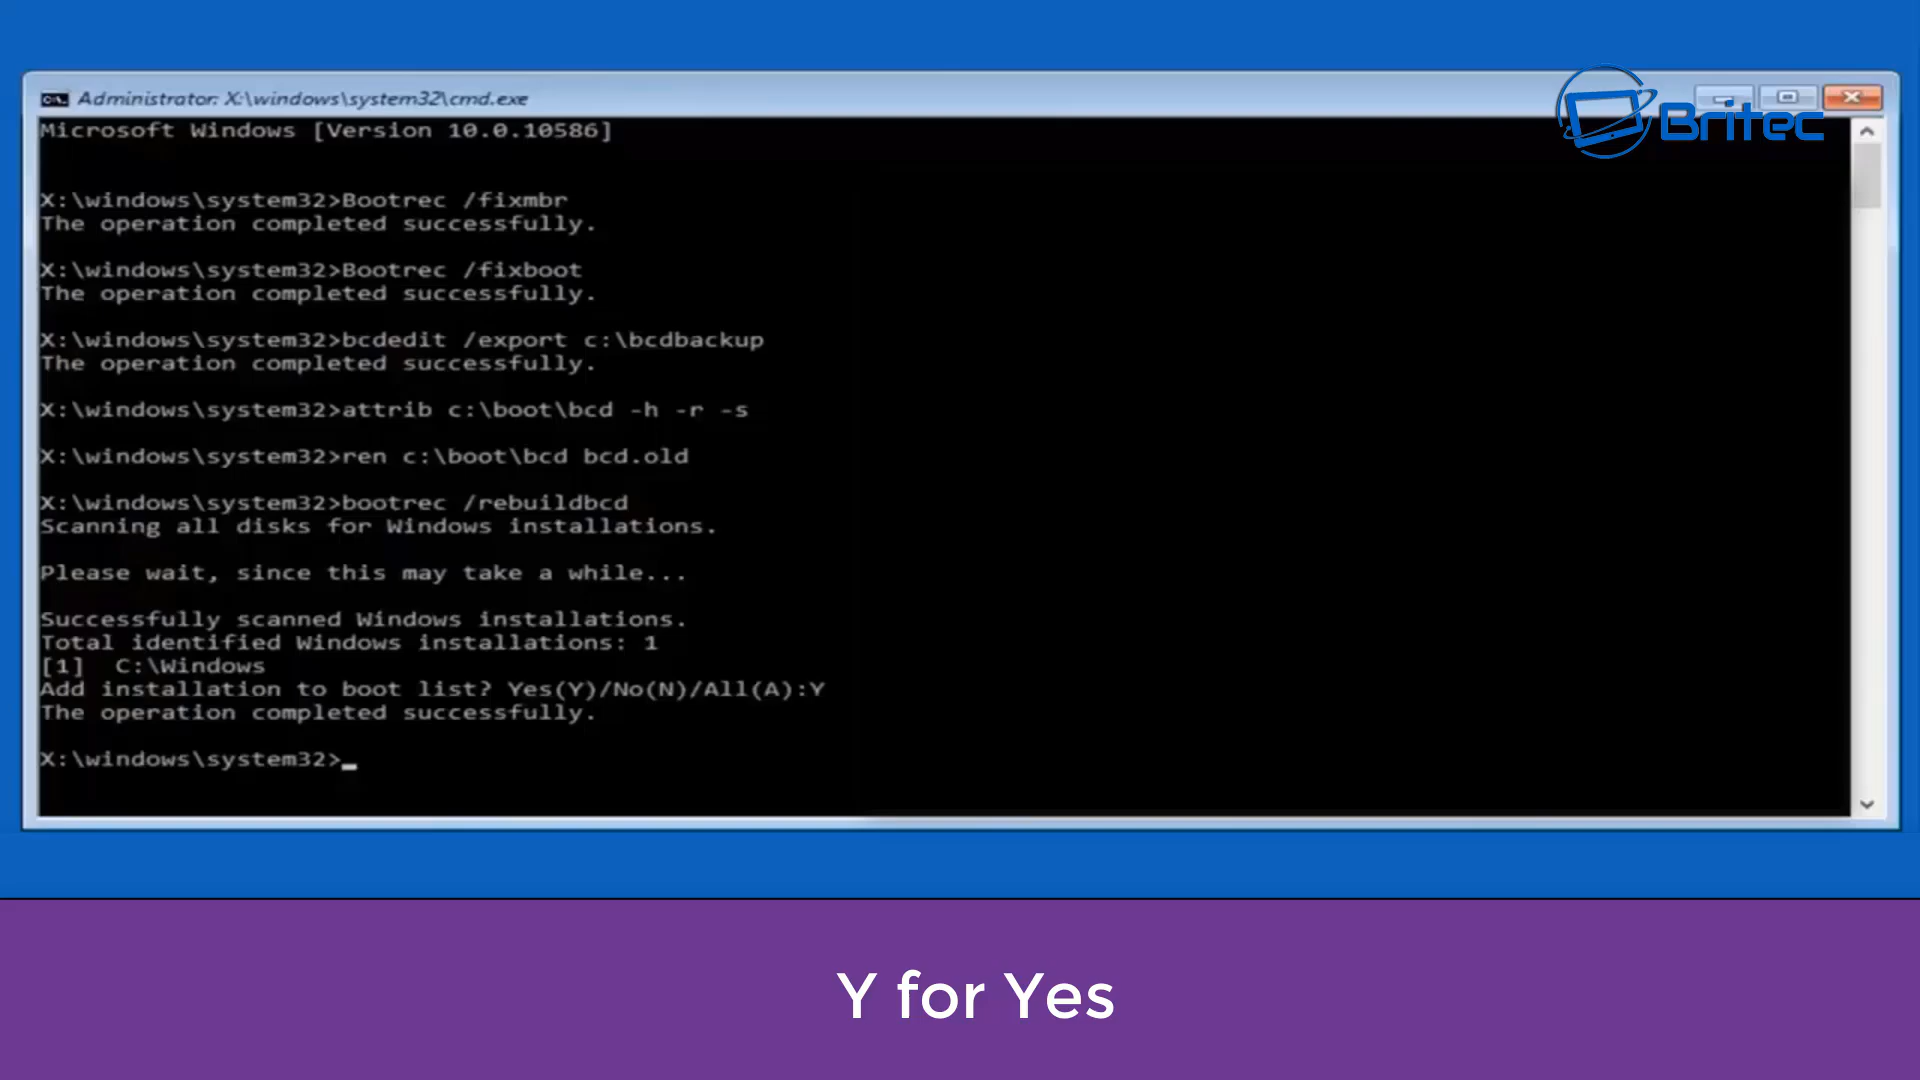 Administrator: X:\windows\system32\cmd.exe
Britec
Microsoft Windows [Version 10.0.10586]
X:\windows\system32>Bootrec /fixmbr
The operation completed successfully.
X:\windows\system32>Bootrec /fixboot
The operation completed successfully.
X:\windows\system32>bcdedit /export c:\bcdbackup
The operation completed successfully.
X:\windows\system32>attrib c:\boot\bcd -h -r -s
X:\windows\system32>ren c:\boot\bcd bcd.old
X:\windows\system32>bootrec /rebuildbcd
Scanning all disks for Windows installations.
Please wait, since this may take a while...
Successfully scanned Windows installations.
Total identified Windows installations: 1
[1]  C:\Windows
Add installation to boot list? Yes(Y)/No(N)/All(A):Y
The operation completed successfully.
X:\windows\system32>_
Y for Yes